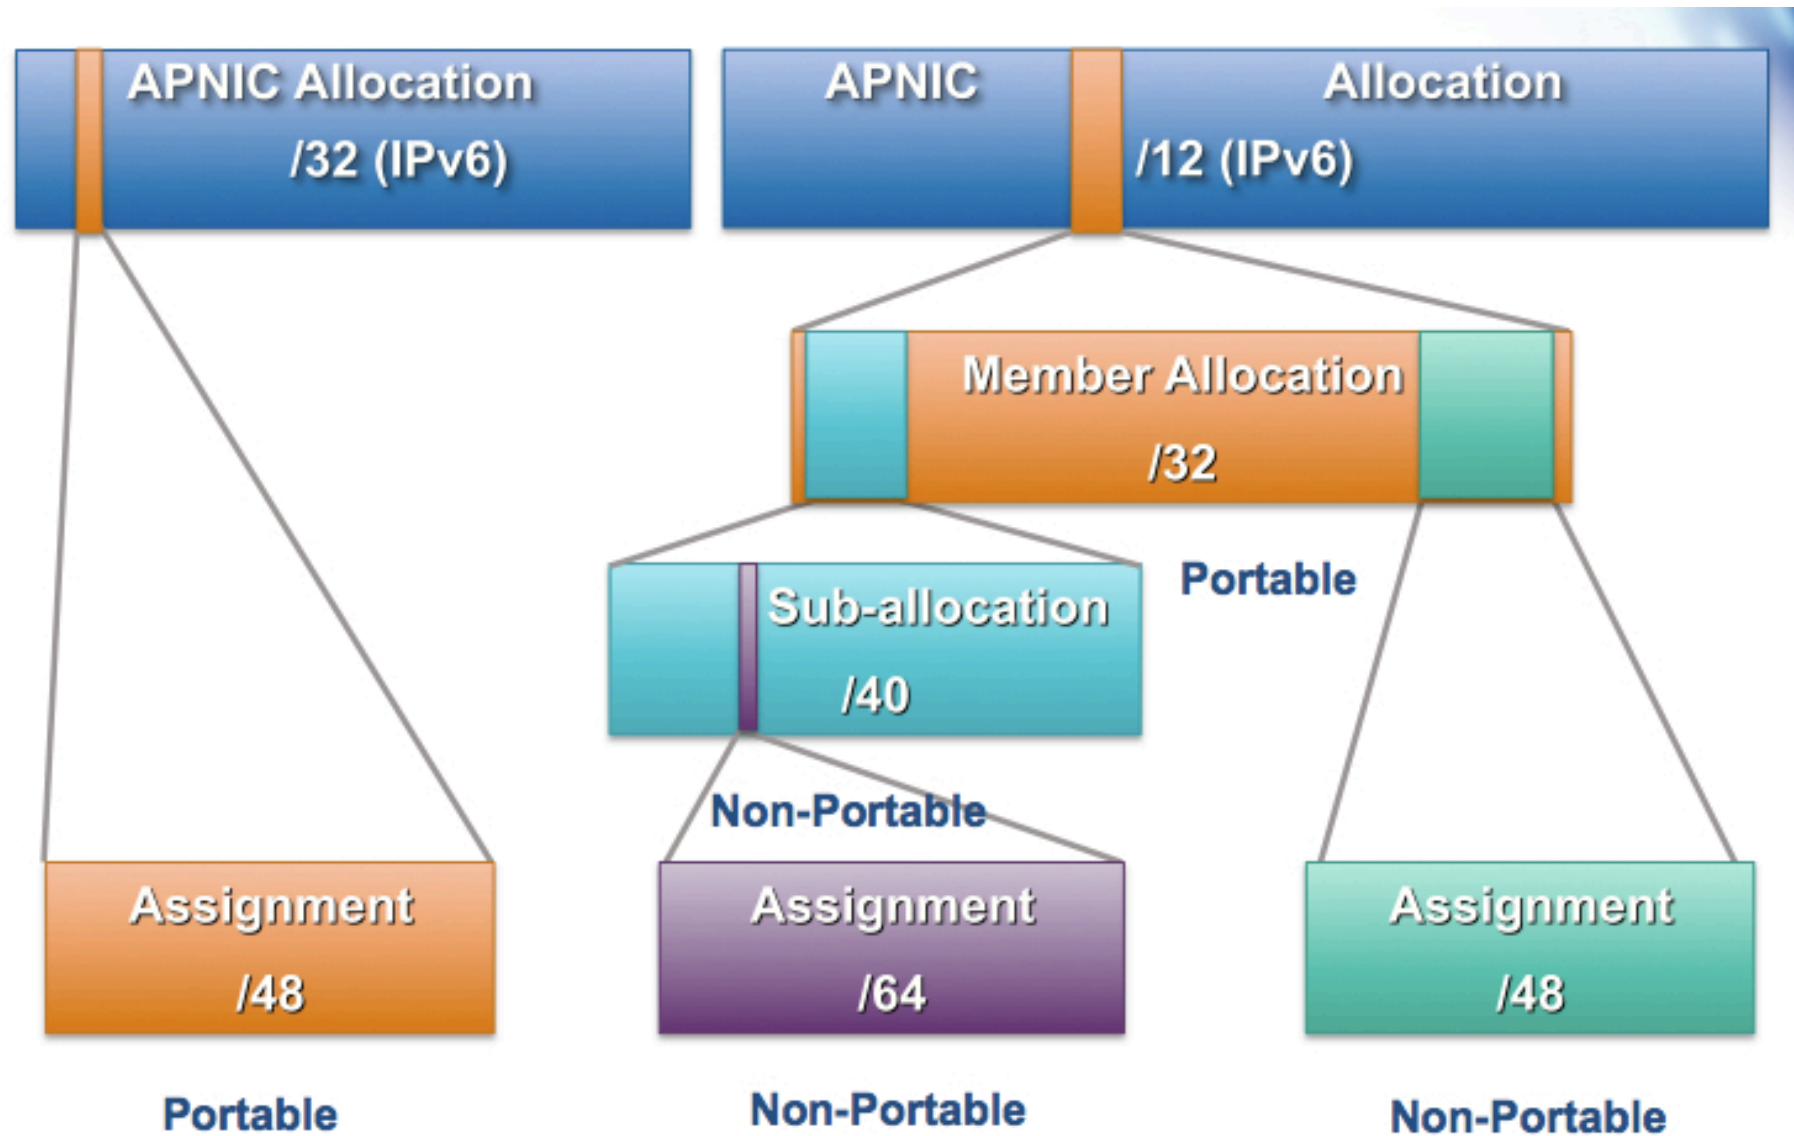 APNIC Allocation
/32 (IPv6)
APNIC Allocation
/12 (IPv6)
Member Allocation
/32
Portable
Sub-allocation
/40
Non-Portable
Assignment
/48
Portable
Assignment
/64
Non-Portable
Assignment
/48
Non-Portable